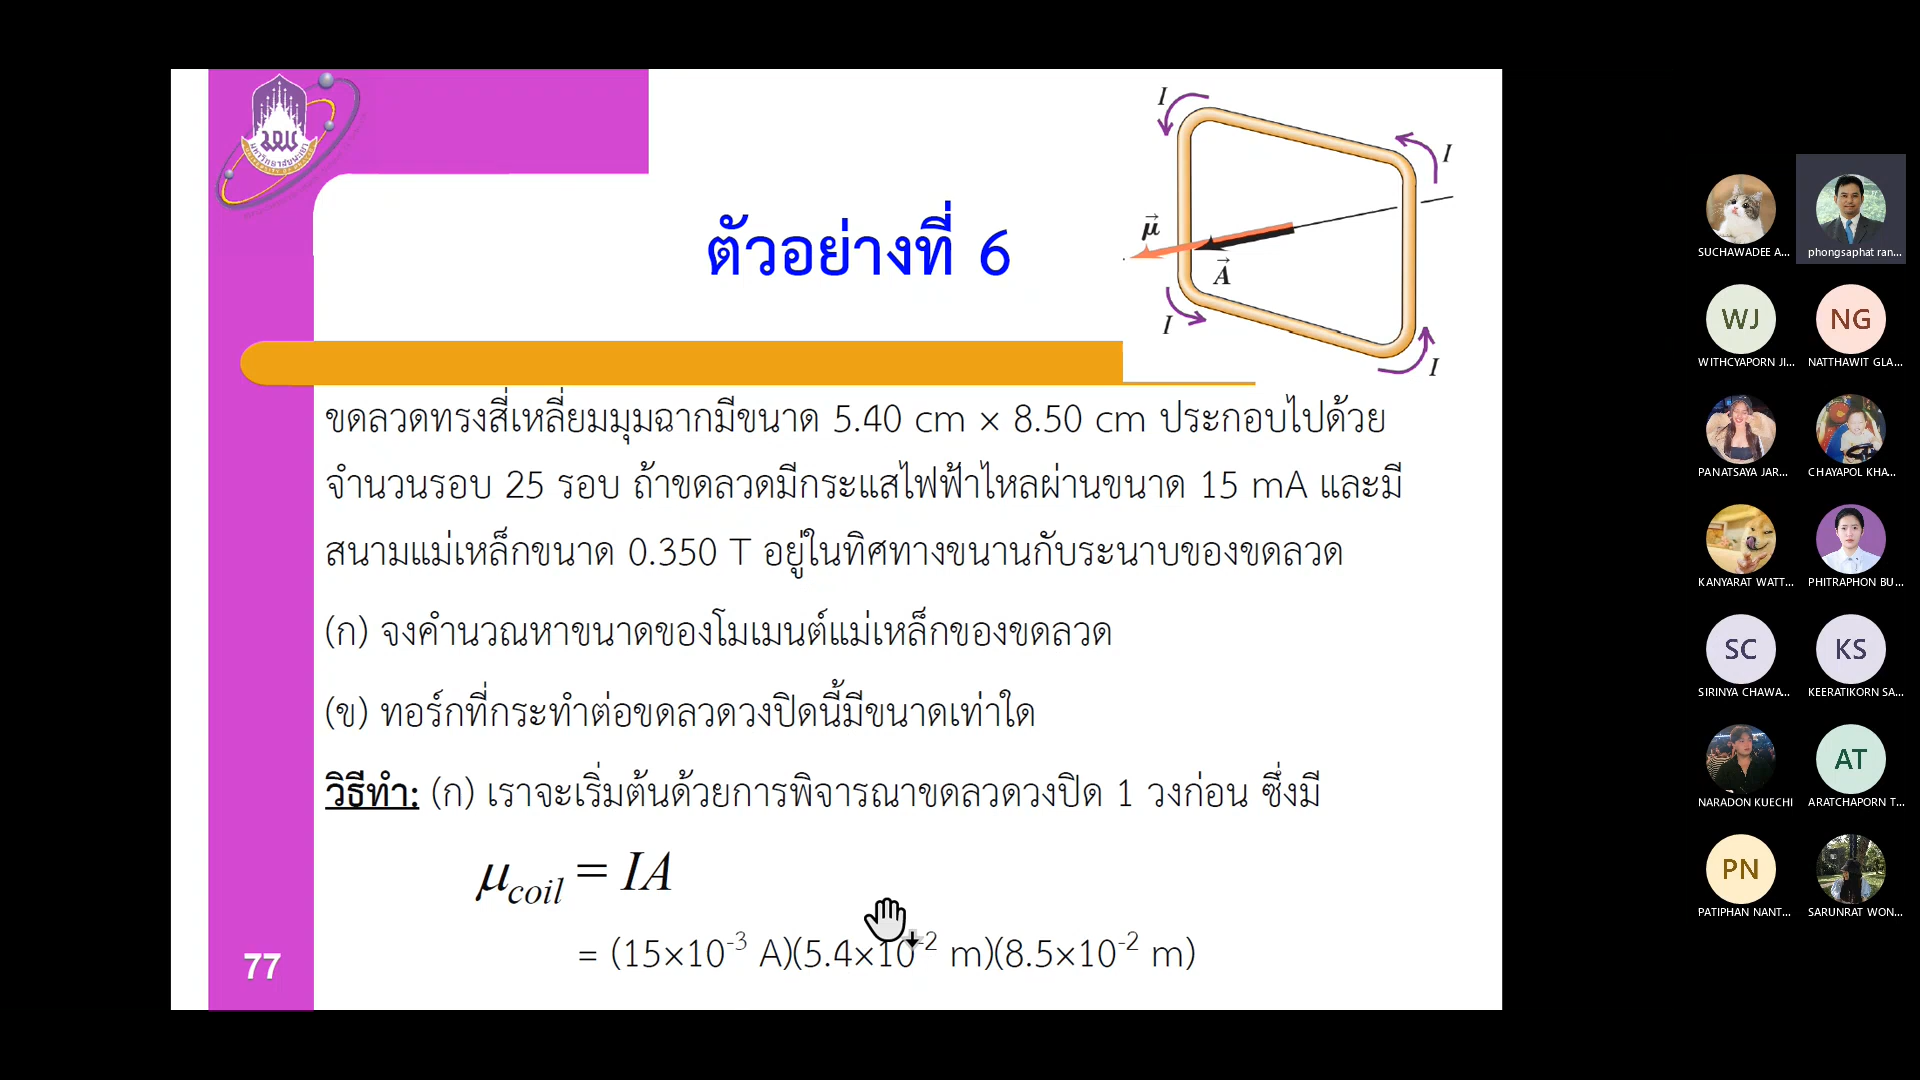 ตัวอย่างที่ 6
I
I
μ
A
I
I
ขดลวดทรงสี่เหลี่ยมมุมฉากมีขนาด 5.40 cm × 8.50 cm ประกอบไปด้วย
จำนวนรอบ 25 รอบ ถ้าขดลวดมีกระแสไฟฟ้าไหลผ่านขนาด 15 mA และมี
สนามแม่เหล็กขนาด 0.350 T อยู่ในทิศทางขนานกับระนาบของขดลวด
(ก) จงคำนวณหาขนาดของโมเมนต์แม่เหล็กของขดลวด
(ข) ทอร์กที่กระทำต่อขดลวดวงปิดนี้มีขนาดเท่าใด
วิธีทำ: (ก) เราจะเริ่มต้นด้วยการพิจารณาขดลวดวงปิด 1 วงก่อน ซึ่งมี
μcoil = IA
= (15×10⁻³ A)(5.4×10⁻² m)(8.5×10⁻² m)
77
SUCHAWADEE A...
phongsaphat ran...
WJ
WITHCYAPORN JI...
NG
NATTHAWIT GLA...
PANATSAYA JAR...
CHAYAPOL KHA...
KANYARAT WATT...
PHITRAPHON BU...
SC
SIRINYA CHAWA...
KS
KEERATIKORN SA...
NARADON KUECHI
AT
ARATCHAPORN T...
PN
PATIPHAN NANT...
SARUNRAT WON...